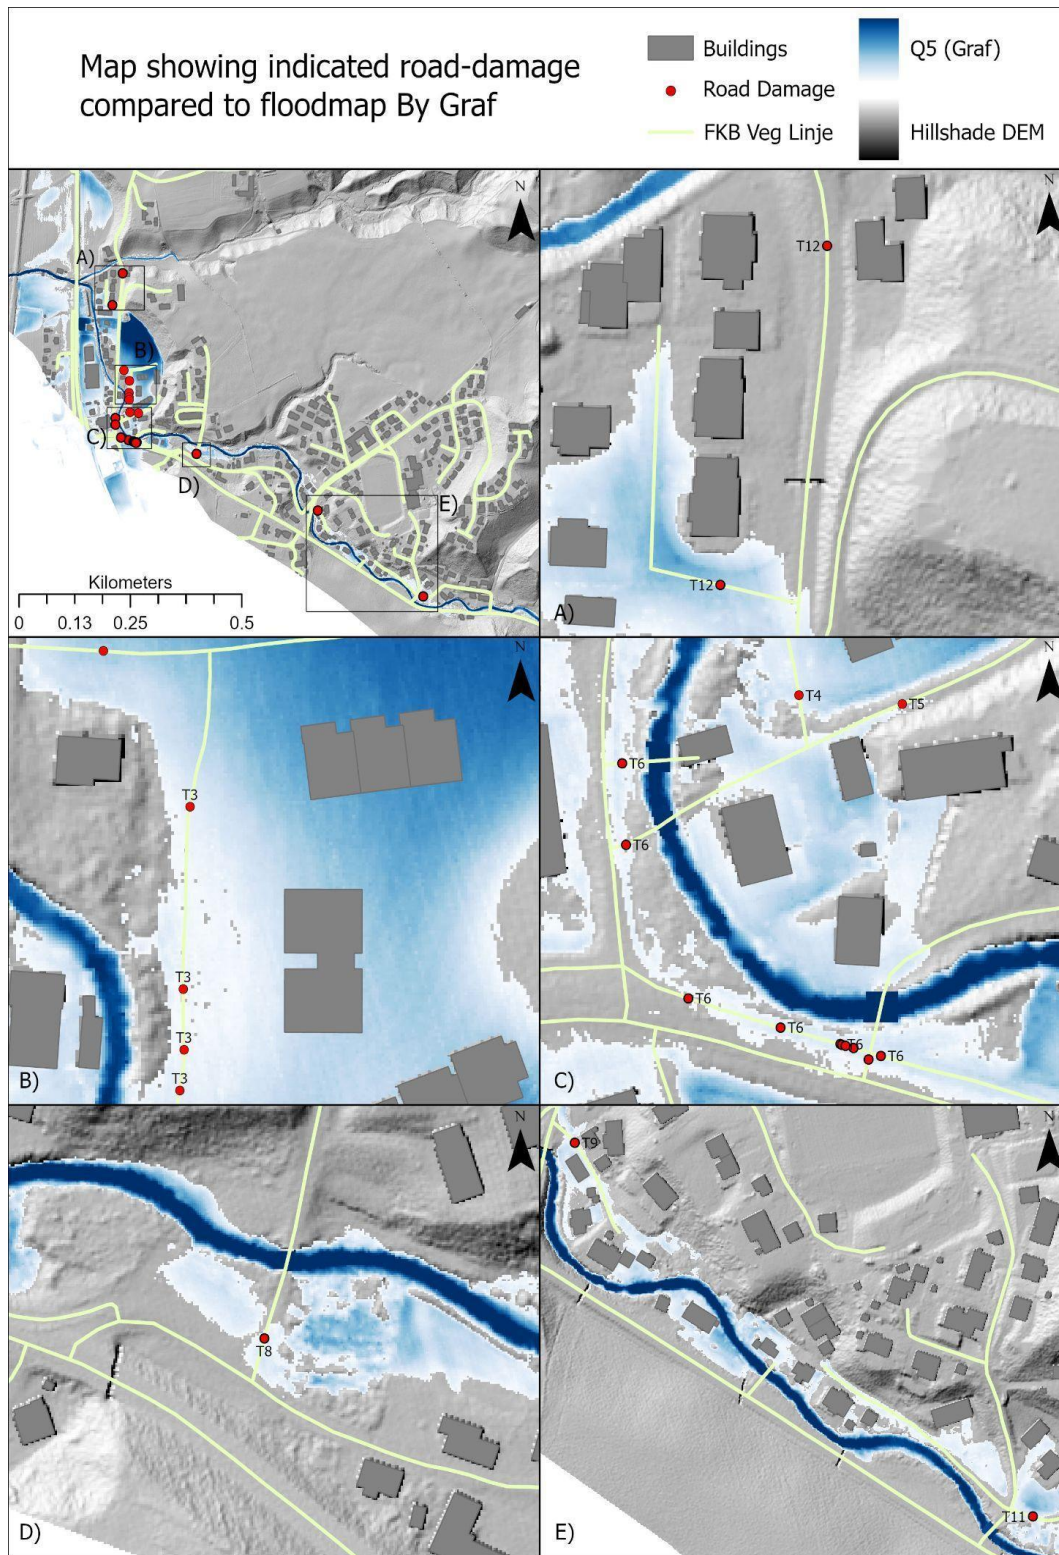 Map showing indicated road-damage
compared to floodmap By Graf
Buildings
Road Damage
FKB Veg Linje
Q5 (Graf)
Hillshade DEM
N
A)
B)
C)
D)
E)
Kilometers
0 0.13 0.25 0.5
N
T12
T12
A)
N
T3
T3
T3
T3
B)
N
T4
T5
T6
T6
T6
T6
T6
T6
C)
N
T8
D)
N
T9
T11
E)